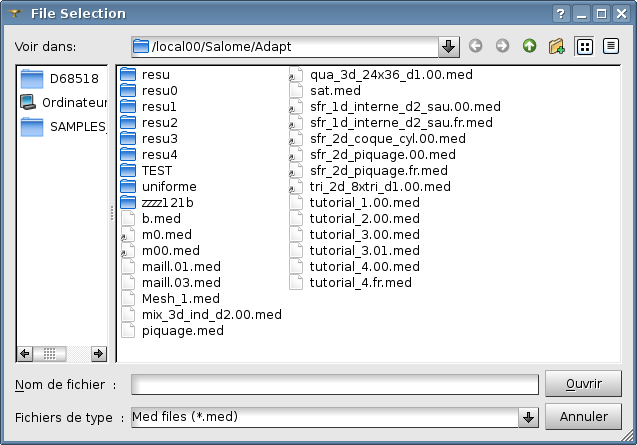 File Selection
Voir dans:
/local00/Salome/Adapt
D68518
Ordinateur
SAMPLES_
resu
resu0
resu1
resu2
resu3
resu4
TEST
uniforme
zzzz121b
b.med
m0.med
m00.med
maill.01.med
maill.03.med
Mesh_1.med
mix_3d_ind_d2.00.med
piquage.med
qua_3d_24x36_d1.00.med
sat.med
sfr_1d_interne_d2_sau.00.med
sfr_1d_interne_d2_sau.fr.med
sfr_2d_coque_cyl.00.med
sfr_2d_piquage.00.med
sfr_2d_piquage.fr.med
tri_2d_8xtri_d1.00.med
tutorial_1.00.med
tutorial_2.00.med
tutorial_3.00.med
tutorial_3.01.med
tutorial_4.00.med
tutorial_4.fr.med
Nom de fichier :
Ouvrir
Fichiers de type :
Med files (*.med)
Annuler